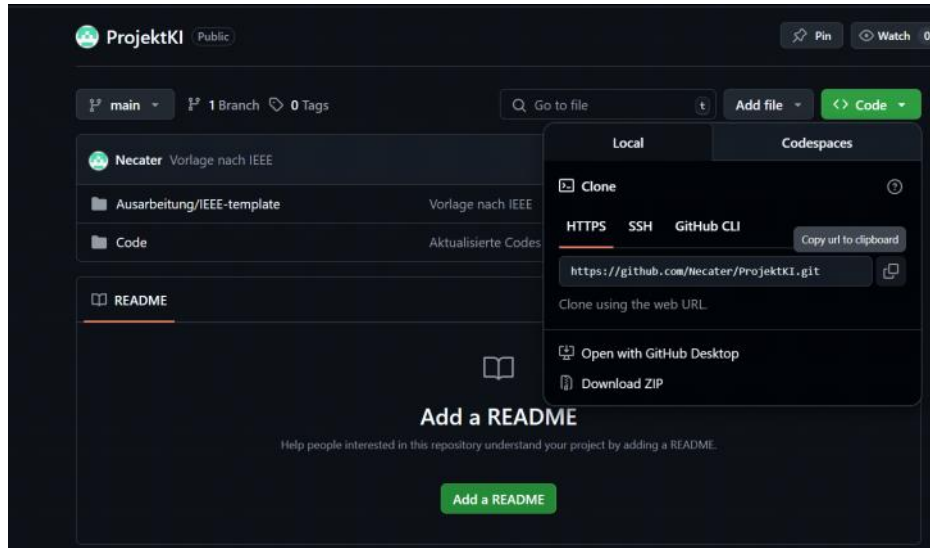 ProjektKI Public
Pin
Watch 0
main
1 Branch 0 Tags
Go to file t
Add file
<> Code
Local Codespaces
Necater Vorlage nach IEEE
Clone
Ausarbeitung/IEEE-template Vorlage nach IEEE
HTTPS SSH GitHub CLI
Copy url to clipboard
Code Aktualisierte Codes
https://github.com/Necater/ProjektKI.git
README
Clone using the web URL.
Open with GitHub Desktop
Download ZIP
Add a README
Help people interested in this repository understand your project by adding a README.
Add a README